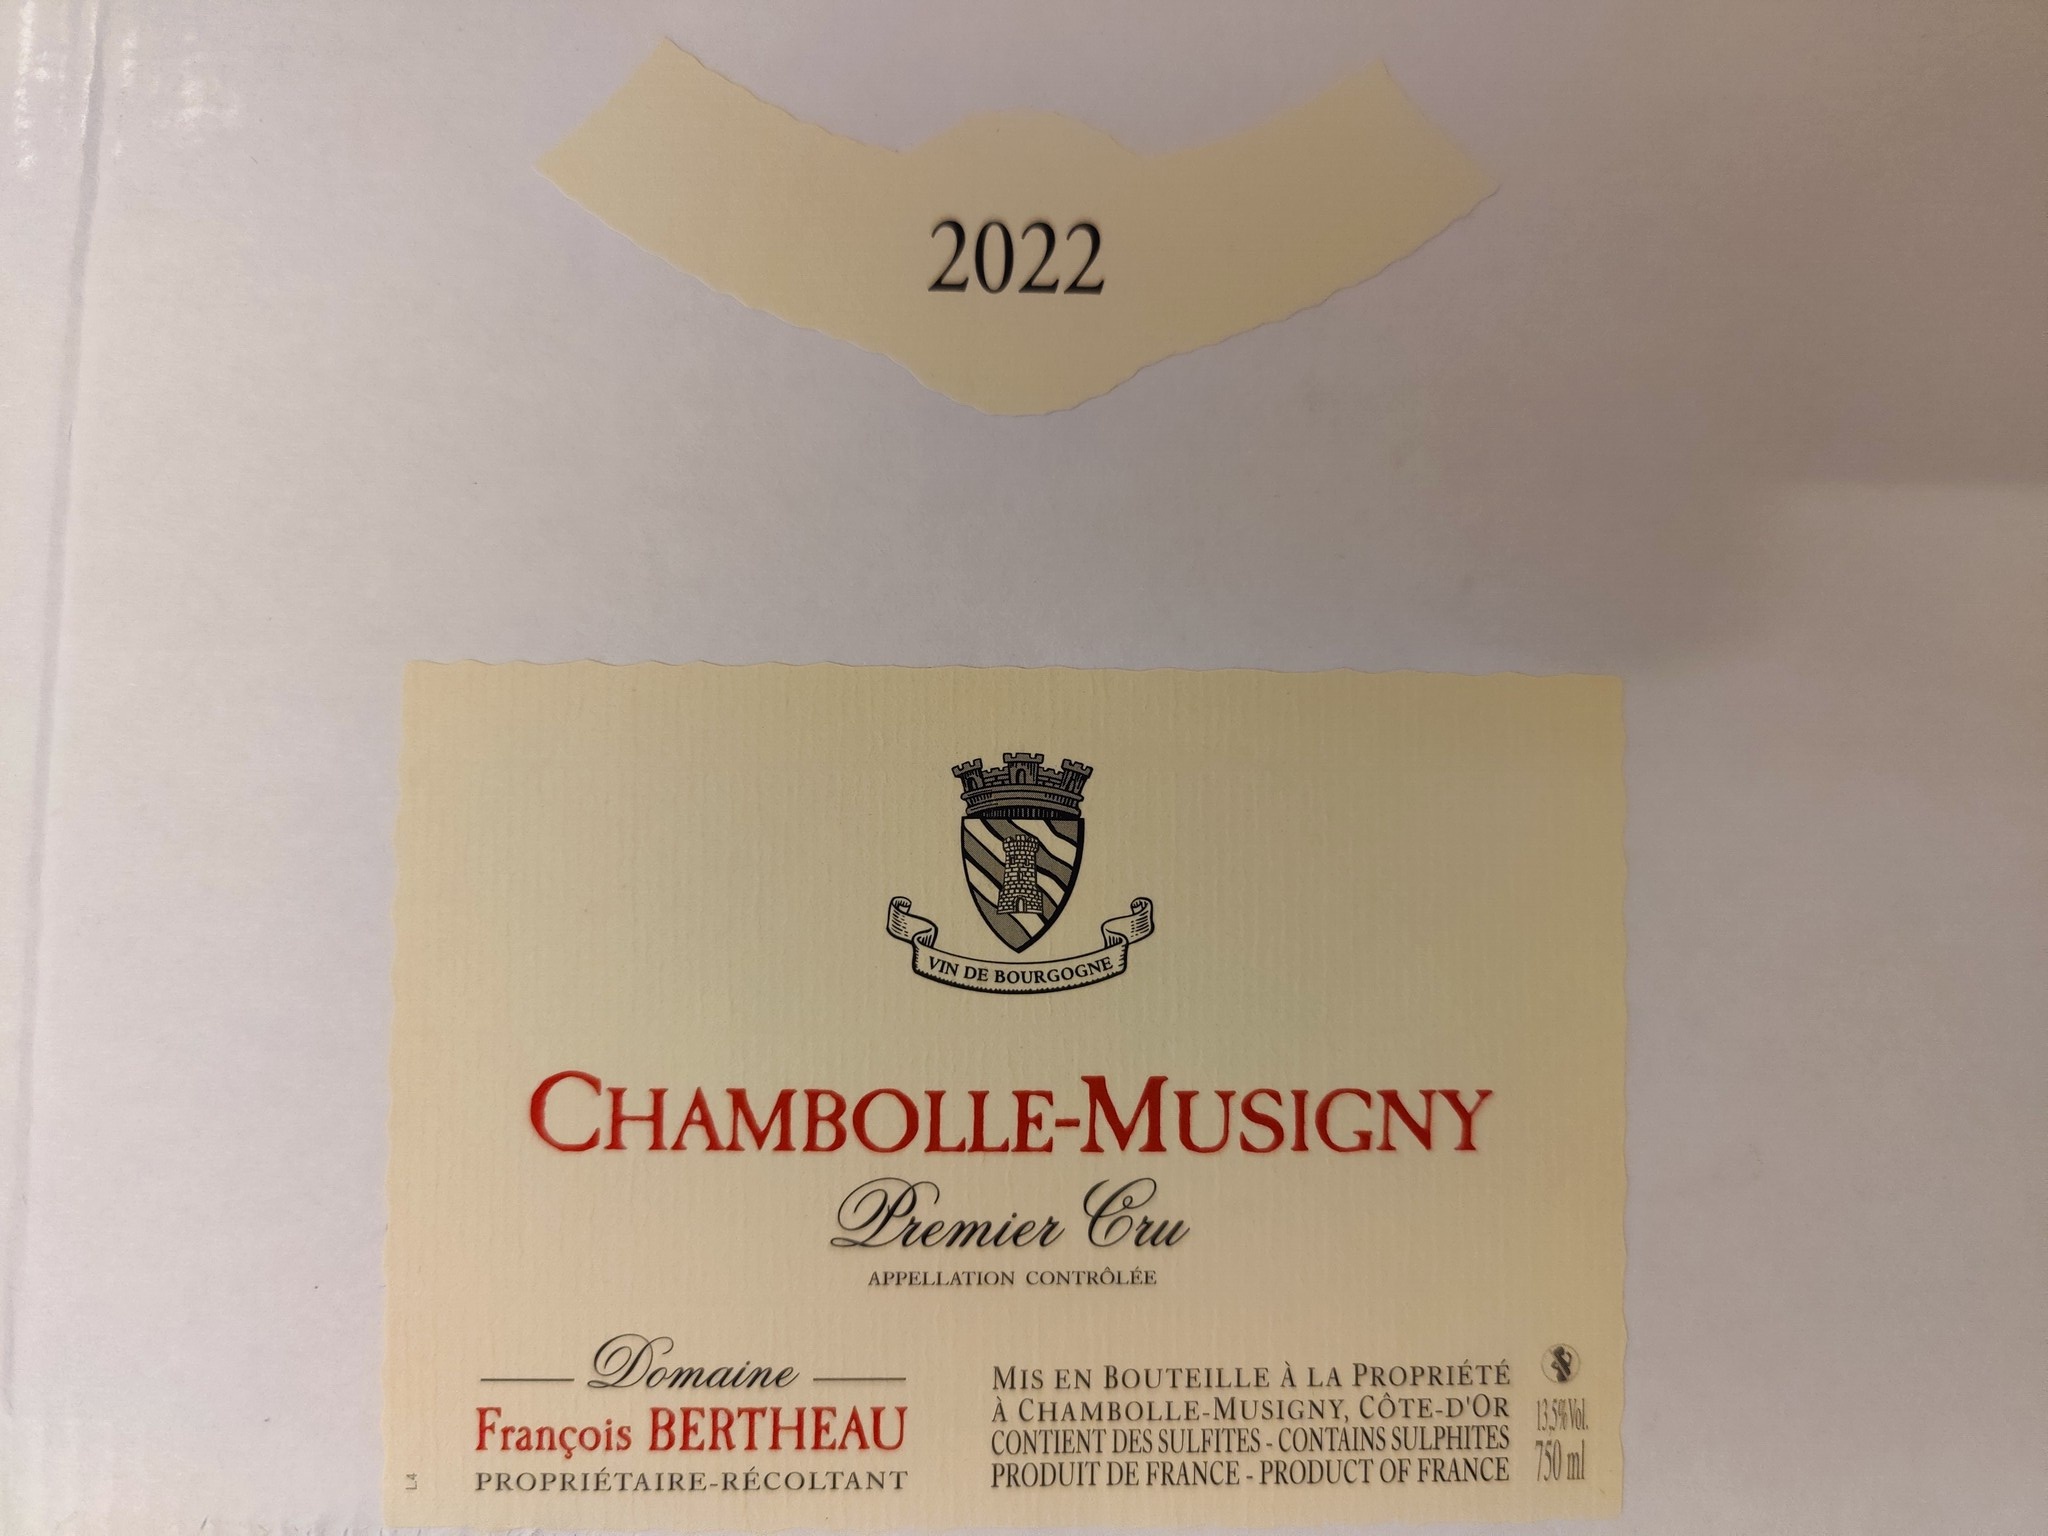 2022
VIN DE BOURGOGNE
CHAMBOLLE-MUSIGNY
Premier Cru
APPELLATION CONTRÔLÉE
Domaine
François BERTHEAU
PROPRIÉTAIRE-RÉCOLTANT
L4
MIS EN BOUTEILLE À LA PROPRIÉTÉ
À CHAMBOLLE-MUSIGNY, CÔTE-D'OR
CONTIENT DES SULFITES - CONTAINS SULPHITES
PRODUIT DE FRANCE - PRODUCT OF FRANCE
13,5% Vol.
750 ml